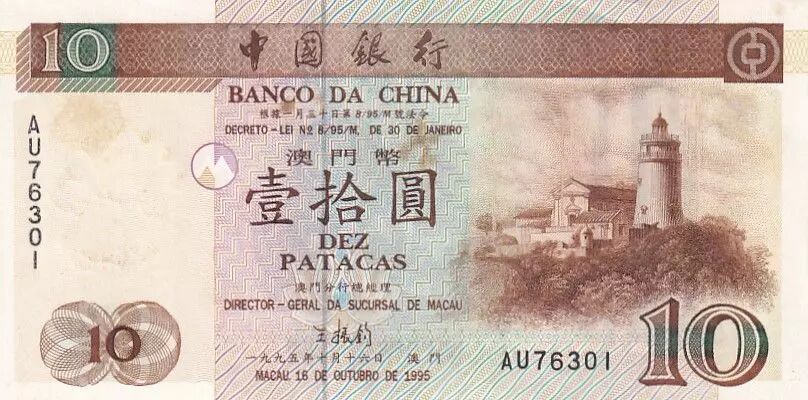 10 中國銀行
BANCO DA CHINA
根據一月三十日第8/95/M號法令
DECRETO-LEI Nº 8/95/M, DE 30 DE JANEIRO
澳門幣
壹拾圓
DEZ
PATACAS
澳門分行總經理
DIRECTOR-GERAL DA SUCURSAL DE MACAU
王振鈞
一九九五年十月十六日 澳門
MACAU 16 DE OUTUBRO DE 1995
AU76301
10
AU76301
10